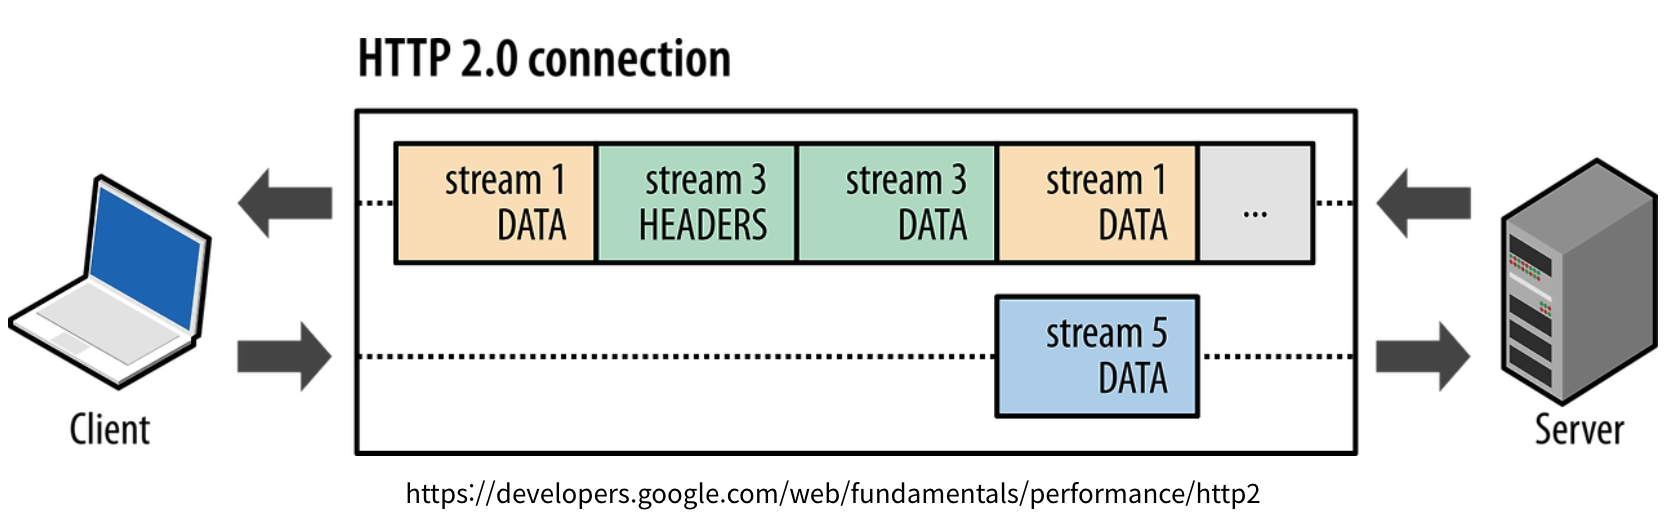 HTTP 2.0 connection
stream 1
DATA
stream 3
HEADERS
stream 3
DATA
stream 1
DATA
...
stream 5
DATA
Client
Server
https://developers.google.com/web/fundamentals/performance/http2